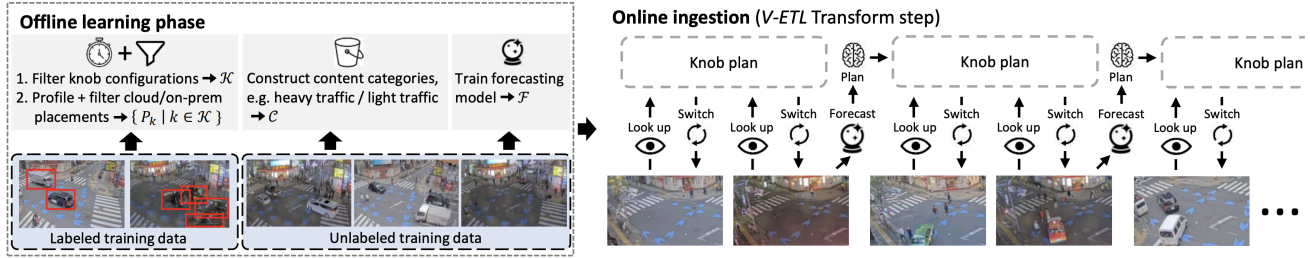 Offline learning phase
+
1. Filter knob configurations → 𝒦
2. Profile + filter cloud/on-prem
placements → { Pₖ | k ∈ 𝒦 }
Construct content categories,
e.g. heavy traffic / light traffic
→ 𝒞
Train forecasting
model → ℱ
Labeled training data
Unlabeled training data
Online ingestion (V-ETL Transform step)
Knob plan
Look up
Switch
Look up
Switch
Plan
Forecast
Knob plan
Look up
Switch
Look up
Switch
Plan
Forecast
Knob plan
Look up
Switch
...